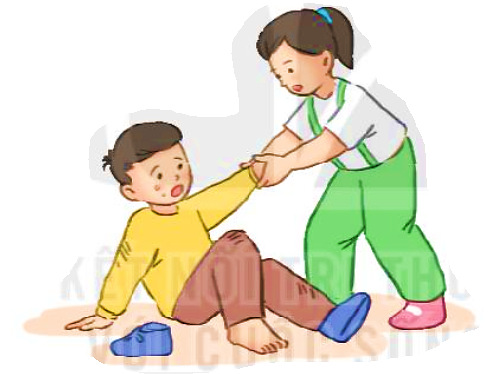 KẾT NỐI TRI THỨC
VỚI CUỘC SỐNG